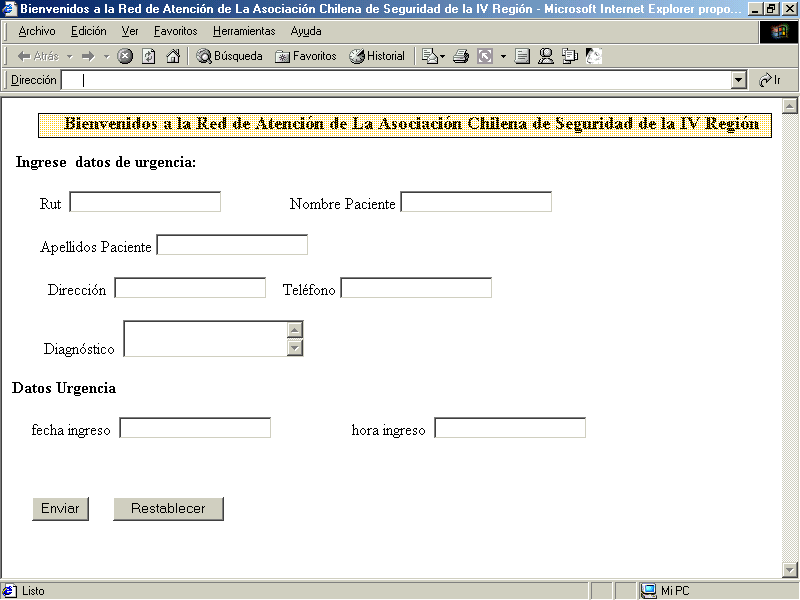 Bienvenidos a la Red de Atención de La Asociación Chilena de Seguridad de la IV Región - Microsoft Internet Explorer propo...
Archivo Edición Ver Favoritos Herramientas Ayuda
Atrás Búsqueda Favoritos Historial
Dirección Ir
Bienvenidos a la Red de Atención de La Asociación Chilena de Seguridad de la IV Región
Ingrese datos de urgencia:
Rut Nombre Paciente
Apellidos Paciente
Dirección Teléfono
Diagnóstico
Datos Urgencia
fecha ingreso hora ingreso
Enviar Restablecer
Listo Mi PC